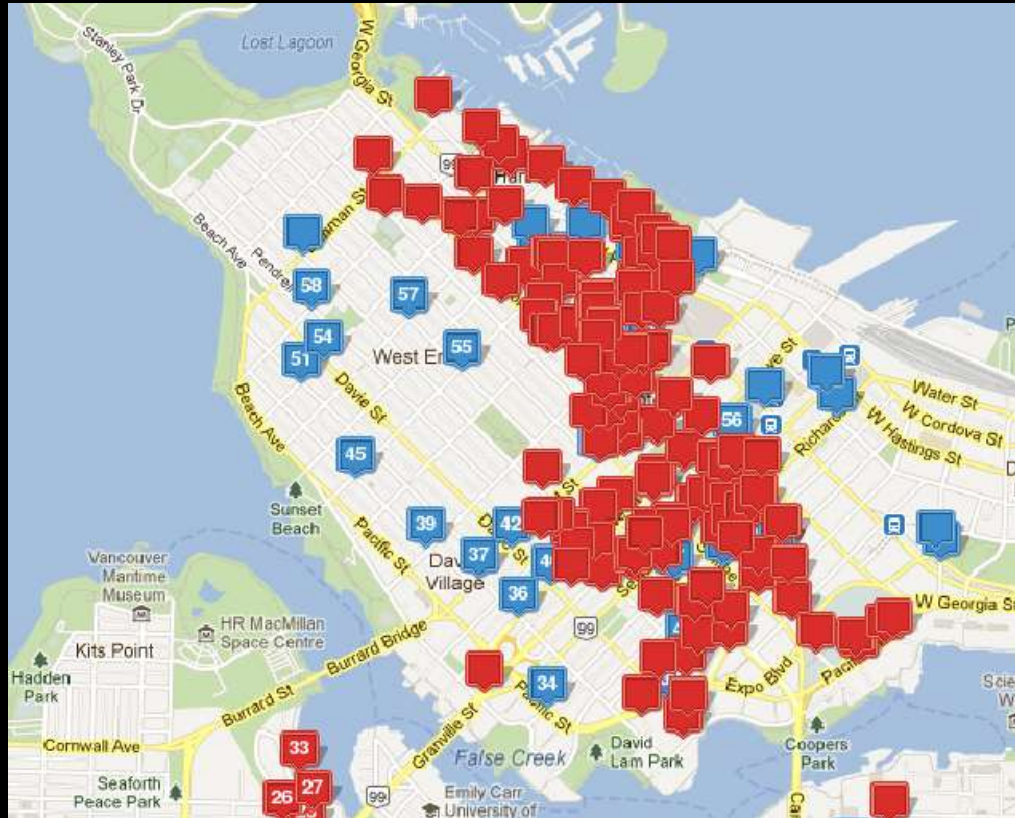 Lost Lagoon
Stanley Park Dr
W Georgia St
99
Beach Ave
58
57
54
51
55
West
Davie St
Beach Ave
56
Water St
W Cordova St
W Hastings St
45
Sunset
Beach
39
42
37
Village
36
Pacific St
Vancouver
Maritime
Museum
HR MacMillan
Space Centre
Kits Point
Hadden
Park
Burrard Bridge
Burrard St
99
W Georgia St
34
Pacific St
Expo Blvd
Granville St
Cornwall Ave
33
27
26
Seaforth
Peace Park
99
False Creek
David
Lam Park
Coopers
Park
Emily Carr
University of